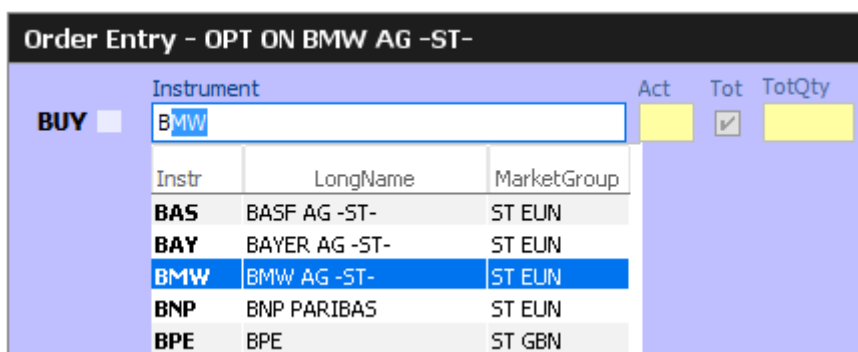 Order Entry - OPT ON BMW AG -ST-
Instrument Act Tot TotQty
BUY BMW
Instr LongName MarketGroup
BAS BASF AG -ST- ST EUN
BAY BAYER AG -ST- ST EUN
BMW BMW AG -ST- ST EUN
BNP BNP PARIBAS ST EUN
BPE BPE ST GBN